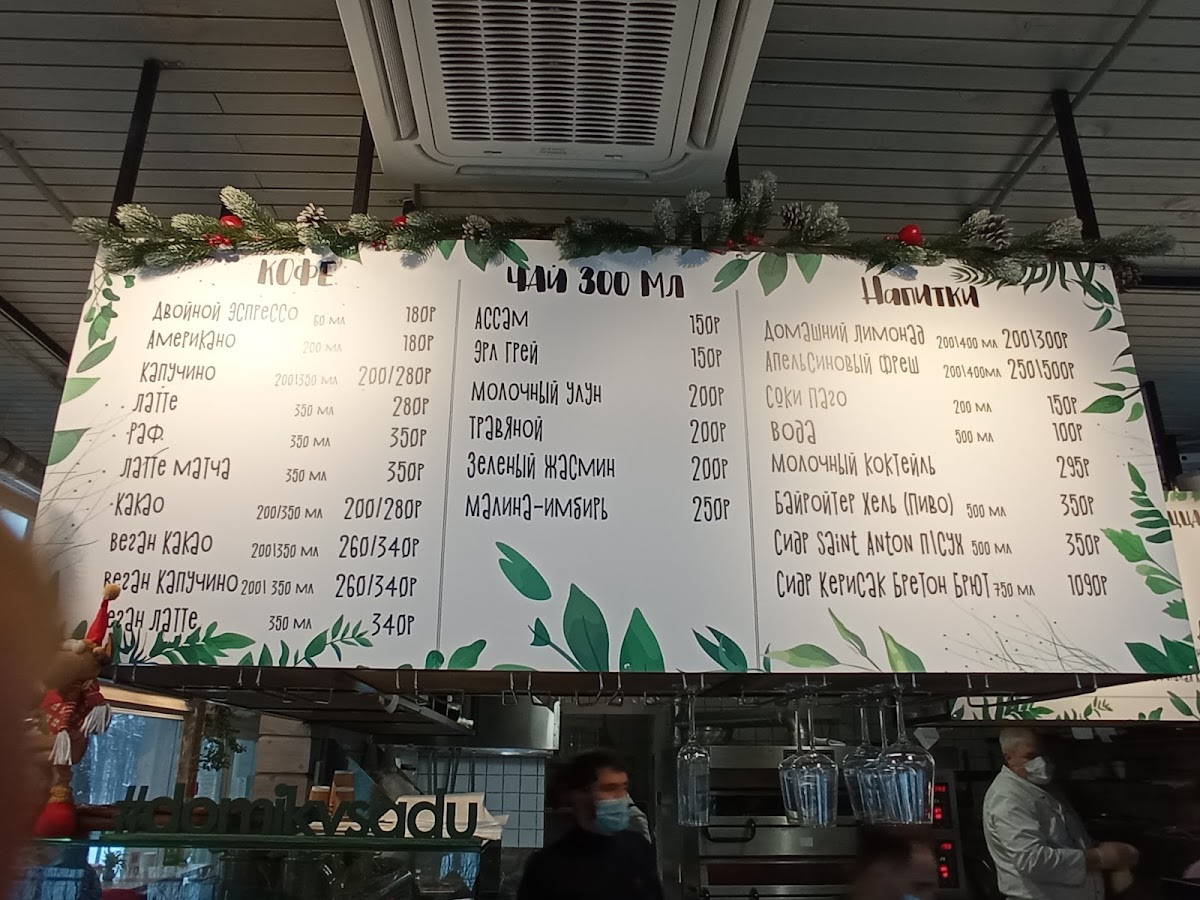 КОФЕ
Двойной эспрессо 60 мл 180р
Американо 200 мл 180р
Капучино 200|350 мл 200/280р
Латте 350 мл 280р
Раф 350 мл 350р
Латте матча 350 мл 350р
Какао 200/350 мл 200/280р
Веган какао 200|350 мл 260/340р
Веган капучино 200| 350 мл 260/340р
еган латте 350 мл 340р
ЧАЙ 300 Мл
Ассам 150р
Эрл грей 150р
Молочный улун 200р
Травяной 200р
Зеленый жасмин 200р
Малина-имбирь 250р
Напитки
Домашний лимонад 200|400 мл 200|300р
Апельсиновый фреш 200|400мл 250|500р
Соки Паго 200 мл 150р
Вода 500 мл 100р
Молочный коктейль 295р
Байройтер Хель (пиво) 500 мл 350р
Сидр Saint Anton Пісух 500 мл 350р
Сидр Керисак Бретон Брют 750 мл 1090р
#domikvsadu